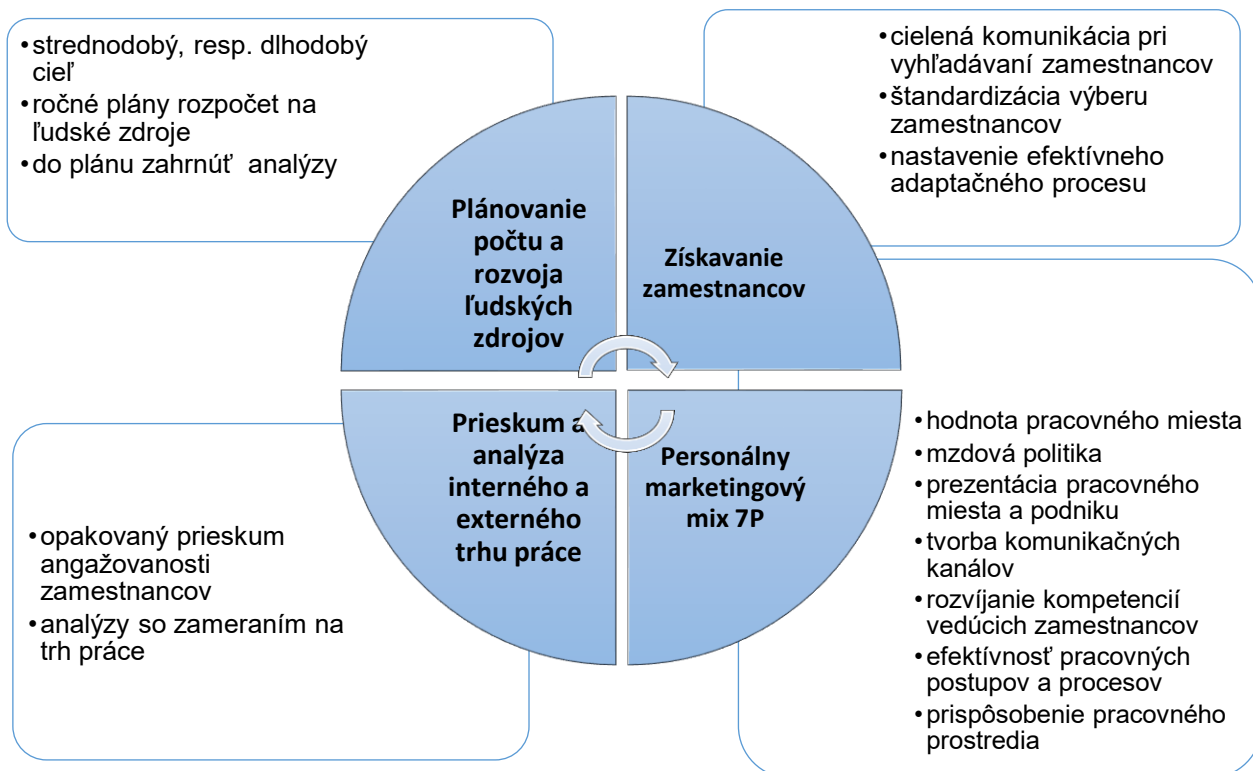 •strednodobý, resp. dlhodobý
cieľ
•ročné plány rozpočet na
ľudské zdroje
•do plánu zahrnúť analýzy
•cielená komunikácia pri
vyhľadávaní zamestnancov
•štandardizácia výberu
zamestnancov
•nastavenie efektívneho
adaptačného procesu
Plánovanie
počtu a
rozvoja
ľudských
zdrojov
Získavanie
zamestnancov
Prieskum a
analýza
interného a
externého
trhu práce
Personálny
marketingový
mix 7P
•opakovaný prieskum
angažovanosti
zamestnancov
•analýzy so zameraním na
trh práce
•hodnota pracovného miesta
•mzdová politika
•prezentácia pracovného
miesta a podniku
•tvorba komunikačných
kanálov
•rozvíjanie kompetencií
vedúcich zamestnancov
•efektívnosť pracovných
postupov a procesov
•prispôsobenie pracovného
prostredia